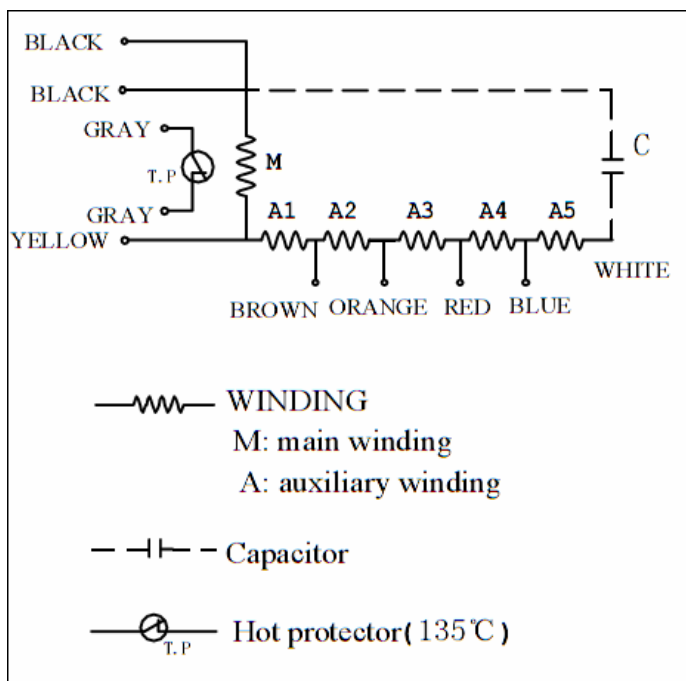 BLACK
BLACK
GRAY
T.P
M
C
GRAY
A1 A2 A3 A4 A5
YELLOW
WHITE
BROWN ORANGE RED BLUE
WINDING
M: main winding
A: auxiliary winding
Capacitor
Hot protector(135℃)
T.P